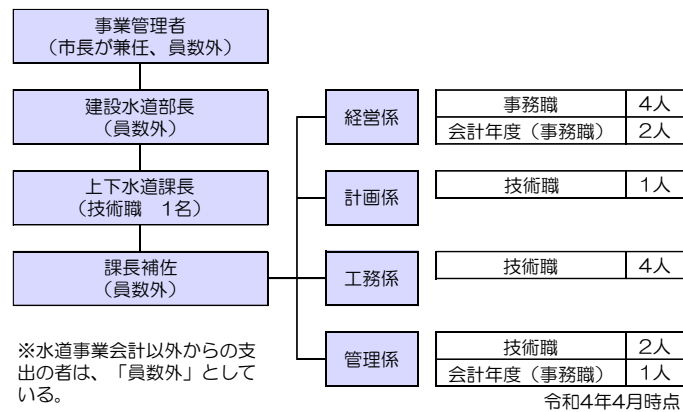 事業管理者
（市長が兼任、員数外）
建設水道部長
（員数外）
上下水道課長
（技術職　1名）
課長補佐
（員数外）
※水道事業会計以外からの支
出の者は、「員数外」として
いる。
経営係
事務職 4人
会計年度（事務職） 2人
計画係
技術職 1人
工務係
技術職 4人
管理係
技術職 2人
会計年度（事務職） 1人
令和4年4月時点